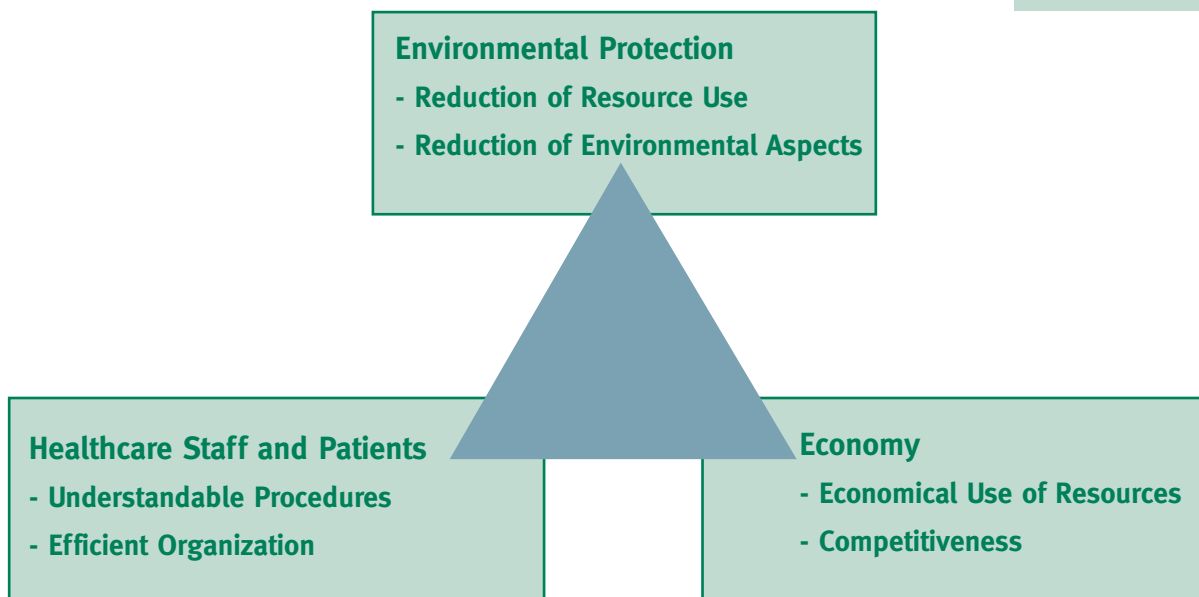 Environmental Protection
- Reduction of Resource Use
- Reduction of Environmental Aspects
Healthcare Staff and Patients
- Understandable Procedures
- Efficient Organization
Economy
- Economical Use of Resources
- Competitiveness